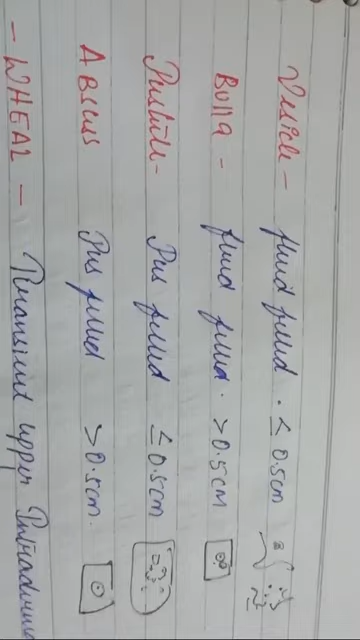 Vesicle - fluid filled . ≤ 0.5cm
Bulla - fluid filled . > 0.5cm
Pustule - Pus filled ≤ 0.5cm
Abscus Pus filled > 0.5cm.
- WHEAL - Transient upper